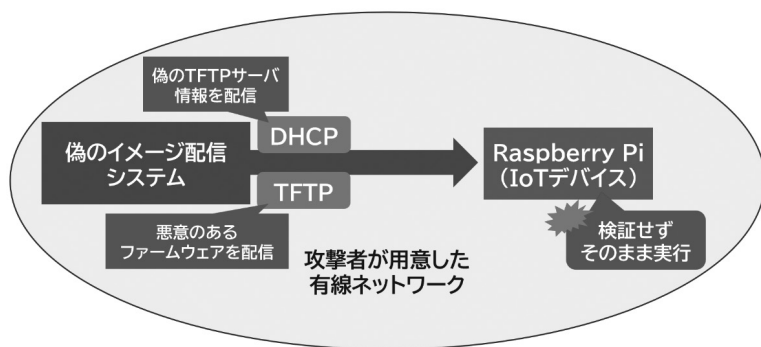 偽のTFTPサーバ
情報を配信
DHCP
偽のイメージ配信
システム
TFTP
悪意のある
ファームウェアを配信
Raspberry Pi
(IoTデバイス)
検証せず
そのまま実行
攻撃者が用意した
有線ネットワーク